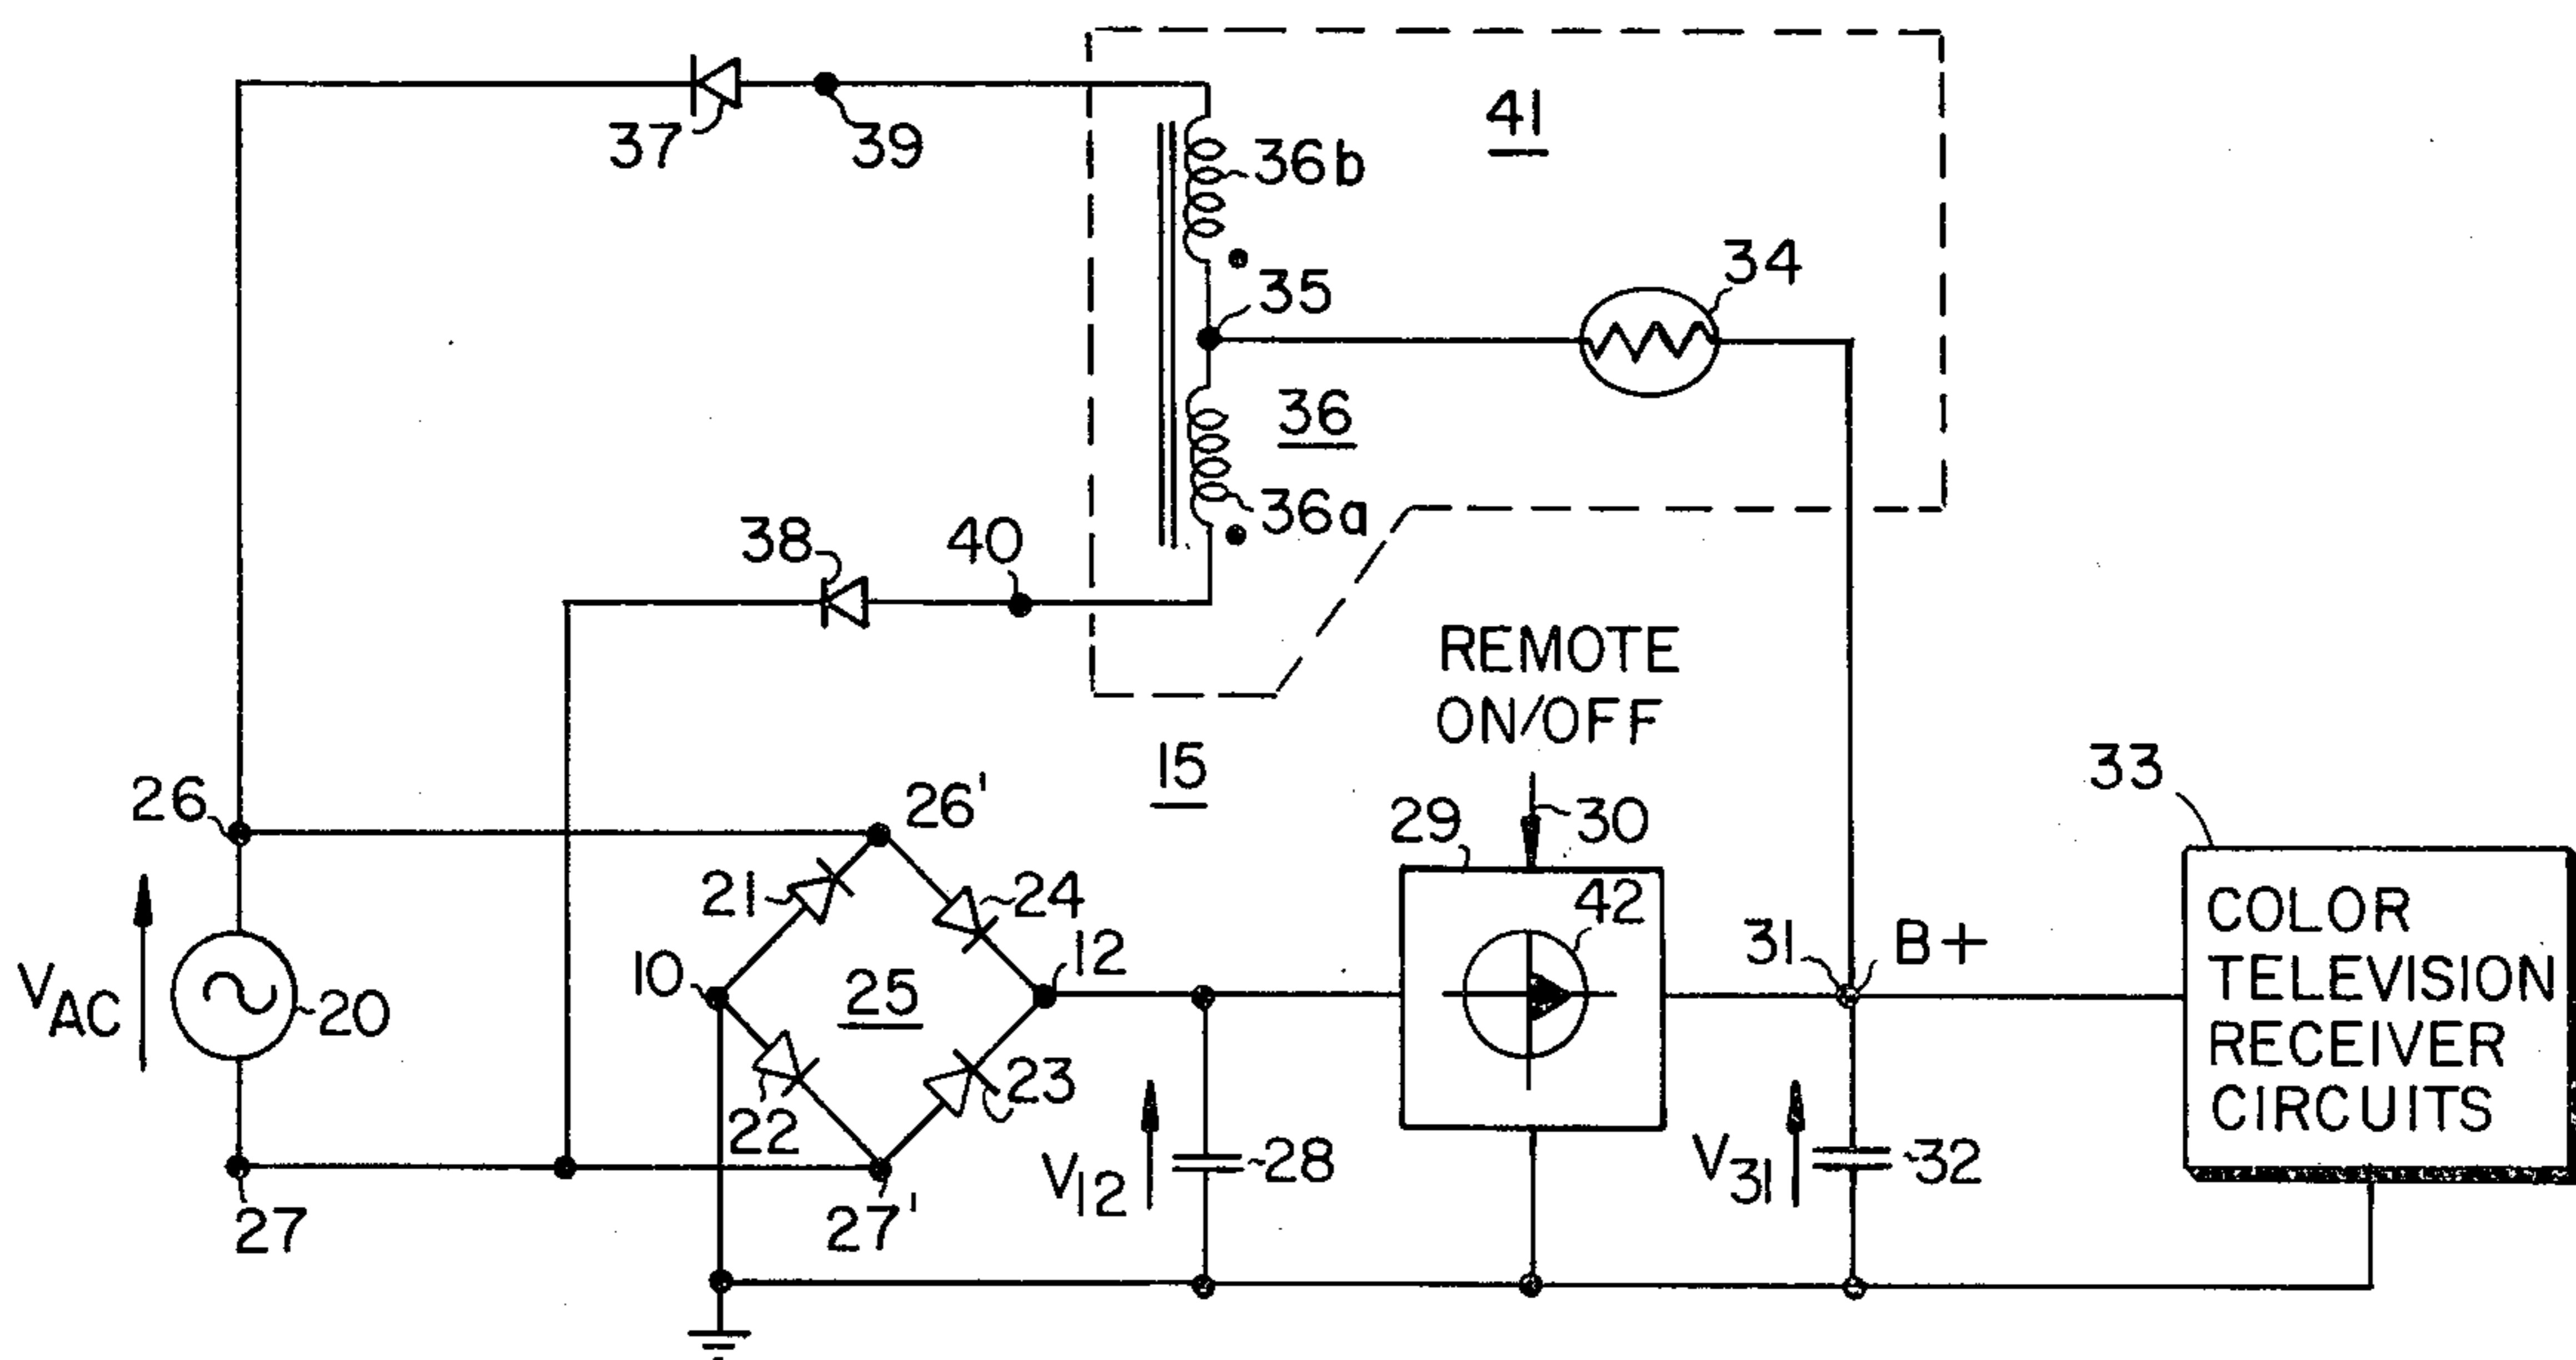 41
37
39
36b
34
35
36
36a
38
40
REMOTE
ON/OFF
15
33
26
26'
29
30
21
24
42
31
B+
10
12
COLOR
TELEVISION
RECEIVER
CIRCUITS
25
VAC
20
23
22
V12
28
V31
32
27
27'